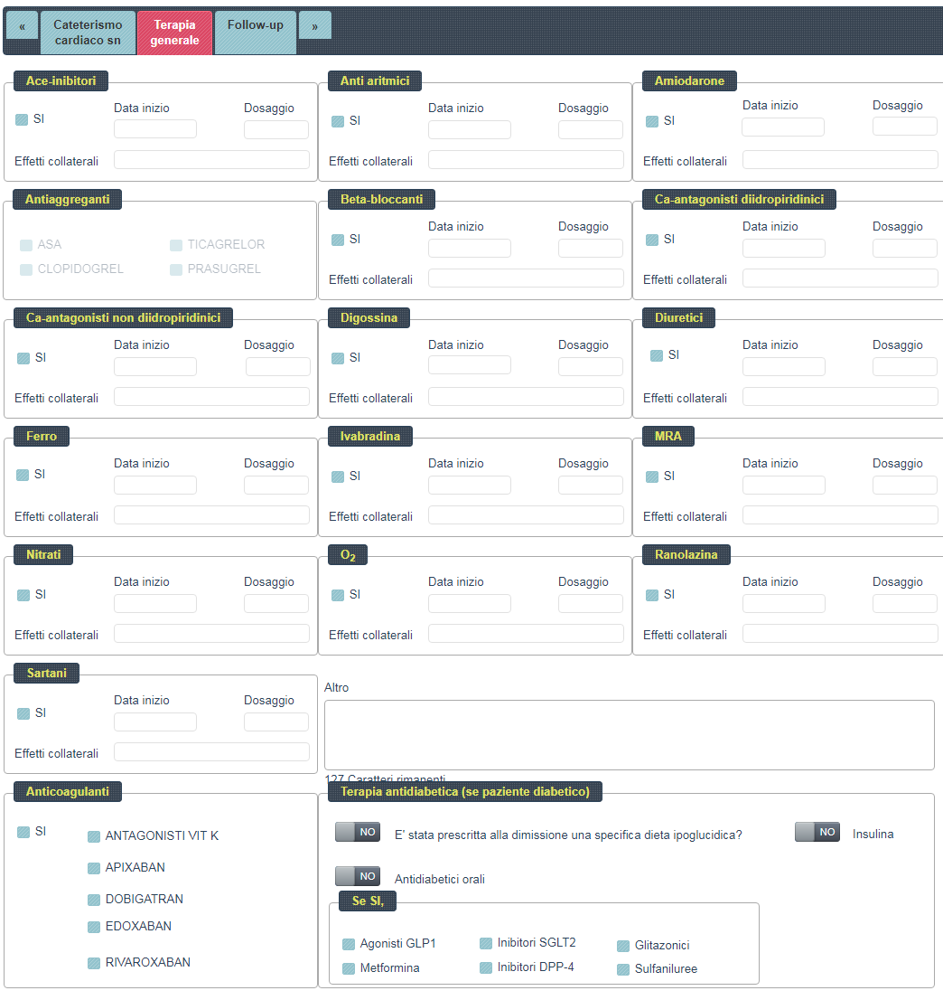 « Cateterismo cardiaco sn Terapia generale Follow-up »
Ace-inibitori
SI Data inizio Dosaggio
Effetti collaterali
Anti aritmici
SI Data inizio Dosaggio
Effetti collaterali
Amiodarone
SI Data inizio Dosaggio
Effetti collaterali
Antiaggreganti
ASA TICAGRELOR
CLOPIDOGREL PRASUGREL
Beta-bloccanti
SI Data inizio Dosaggio
Effetti collaterali
Ca-antagonisti diidropiridinici
SI Data inizio Dosaggio
Effetti collaterali
Ca-antagonisti non diidropiridinici
SI Data inizio Dosaggio
Effetti collaterali
Digossina
SI Data inizio Dosaggio
Effetti collaterali
Diuretici
SI Data inizio Dosaggio
Effetti collaterali
Ferro
SI Data inizio Dosaggio
Effetti collaterali
Ivabradina
SI Data inizio Dosaggio
Effetti collaterali
MRA
SI Data inizio Dosaggio
Effetti collaterali
Nitrati
SI Data inizio Dosaggio
Effetti collaterali
O2
SI Data inizio Dosaggio
Effetti collaterali
Ranolazina
SI Data inizio Dosaggio
Effetti collaterali
Sartani
SI Data inizio Dosaggio
Effetti collaterali
Altro
127 Caratteri rimanenti
Anticoagulanti
SI
ANTAGONISTI VIT K
APIXABAN
DOBIGATRAN
EDOXABAN
RIVAROXABAN
Terapia antidiabetica (se paziente diabetico)
NO E' stata prescritta alla dimissione una specifica dieta ipoglucidica? NO Insulina
NO Antidiabetici orali
Se SI,
Agonisti GLP1 Inibitori SGLT2 Glitazonici
Metformina Inibitori DPP-4 Sulfaniluree